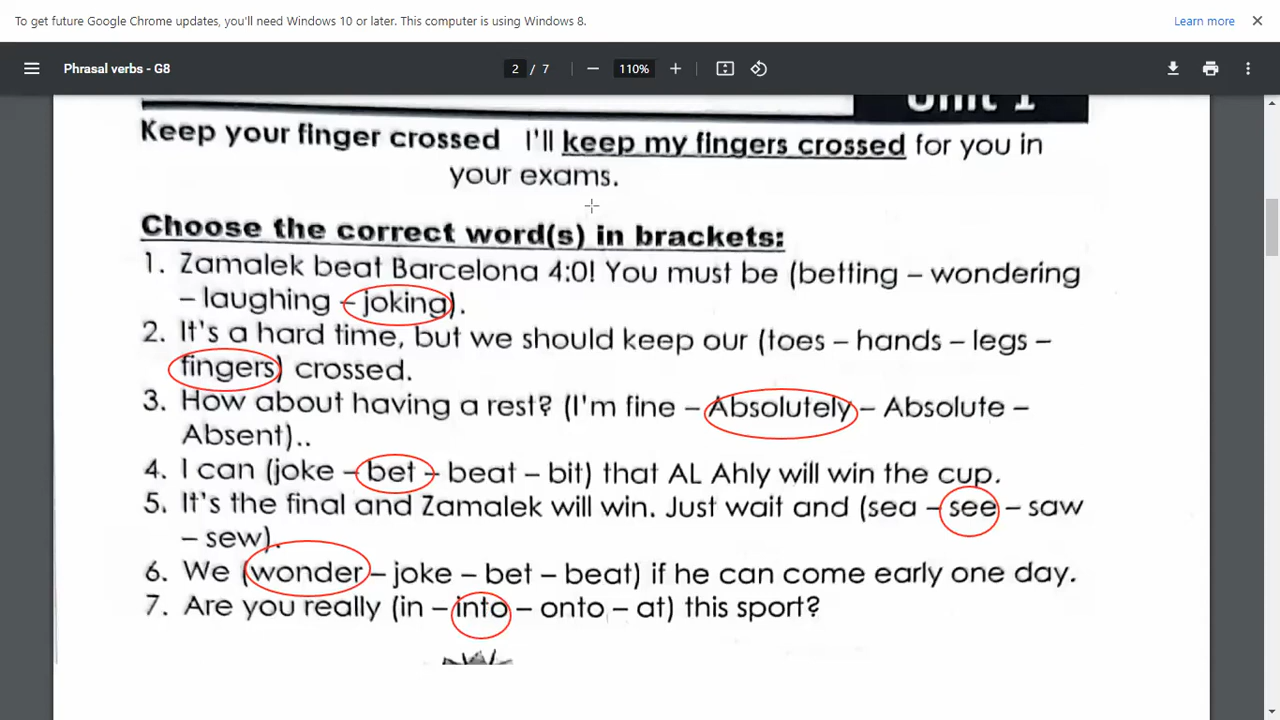 To get future Google Chrome updates, you'll need Windows 10 or later. This computer is using Windows 8.
Learn more
Phrasal verbs - G8
2 / 7
110%
Unit 1
Keep your finger crossed I'll keep my fingers crossed for you in
your exams.
Choose the correct word(s) in brackets:
1. Zamalek beat Barcelona 4:0! You must be (betting – wondering
– laughing – joking).
2. It's a hard time, but we should keep our (toes – hands – legs –
fingers) crossed.
3. How about having a rest? (I'm fine – Absolutely – Absolute –
Absent)..
4. I can (joke – bet – beat – bit) that AL Ahly will win the cup.
5. It's the final and Zamalek will win. Just wait and (sea – see – saw
– sew).
6. We (wonder – joke – bet – beat) if he can come early one day.
7. Are you really (in – into – onto – at) this sport?